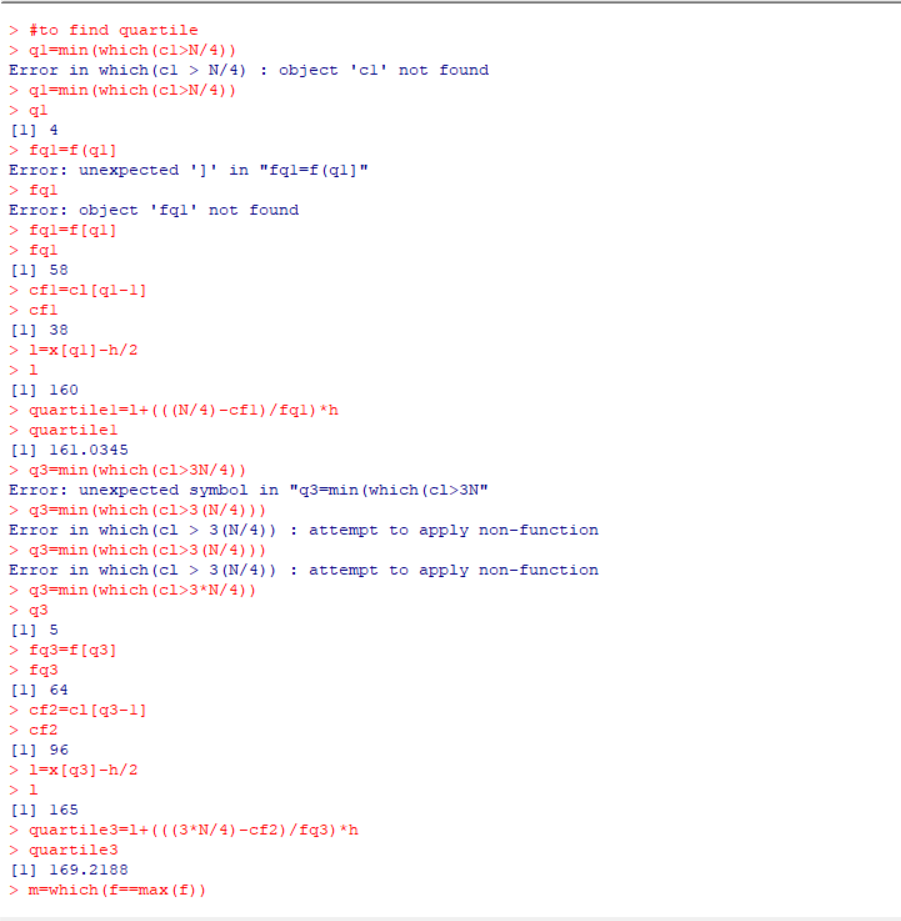 > #to find quartile
> q1=min(which(c1>N/4))
Error in which(c1 > N/4) : object 'c1' not found
> q1=min(which(cl>N/4))
> q1
[1] 4
> fq1=f(q1]
Error: unexpected ']' in "fq1=f(q1]"
> fq1
Error: object 'fq1' not found
> fq1=f[q1]
> fq1
[1] 58
> cf1=cl[q1-1]
> cf1
[1] 38
> l=x[q1]-h/2
> l
[1] 160
> quartile1=l+(((N/4)-cf1)/fq1)*h
> quartile1
[1] 161.0345
> q3=min(which(cl>3N/4))
Error: unexpected symbol in "q3=min(which(cl>3N"
> q3=min(which(cl>3(N/4)))
Error in which(cl > 3(N/4)) : attempt to apply non-function
> q3=min(which(cl>3(N/4)))
Error in which(cl > 3(N/4)) : attempt to apply non-function
> q3=min(which(cl>3*N/4))
> q3
[1] 5
> fq3=f[q3]
> fq3
[1] 64
> cf2=cl[q3-1]
> cf2
[1] 96
> l=x[q3]-h/2
> l
[1] 165
> quartile3=l+(((3*N/4)-cf2)/fq3)*h
> quartile3
[1] 169.2188
> m=which(f==max(f))